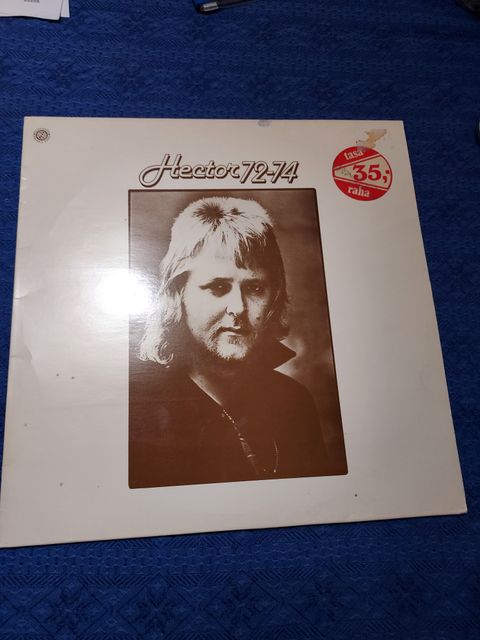 Hector 72-74
tasa
35,-
raha